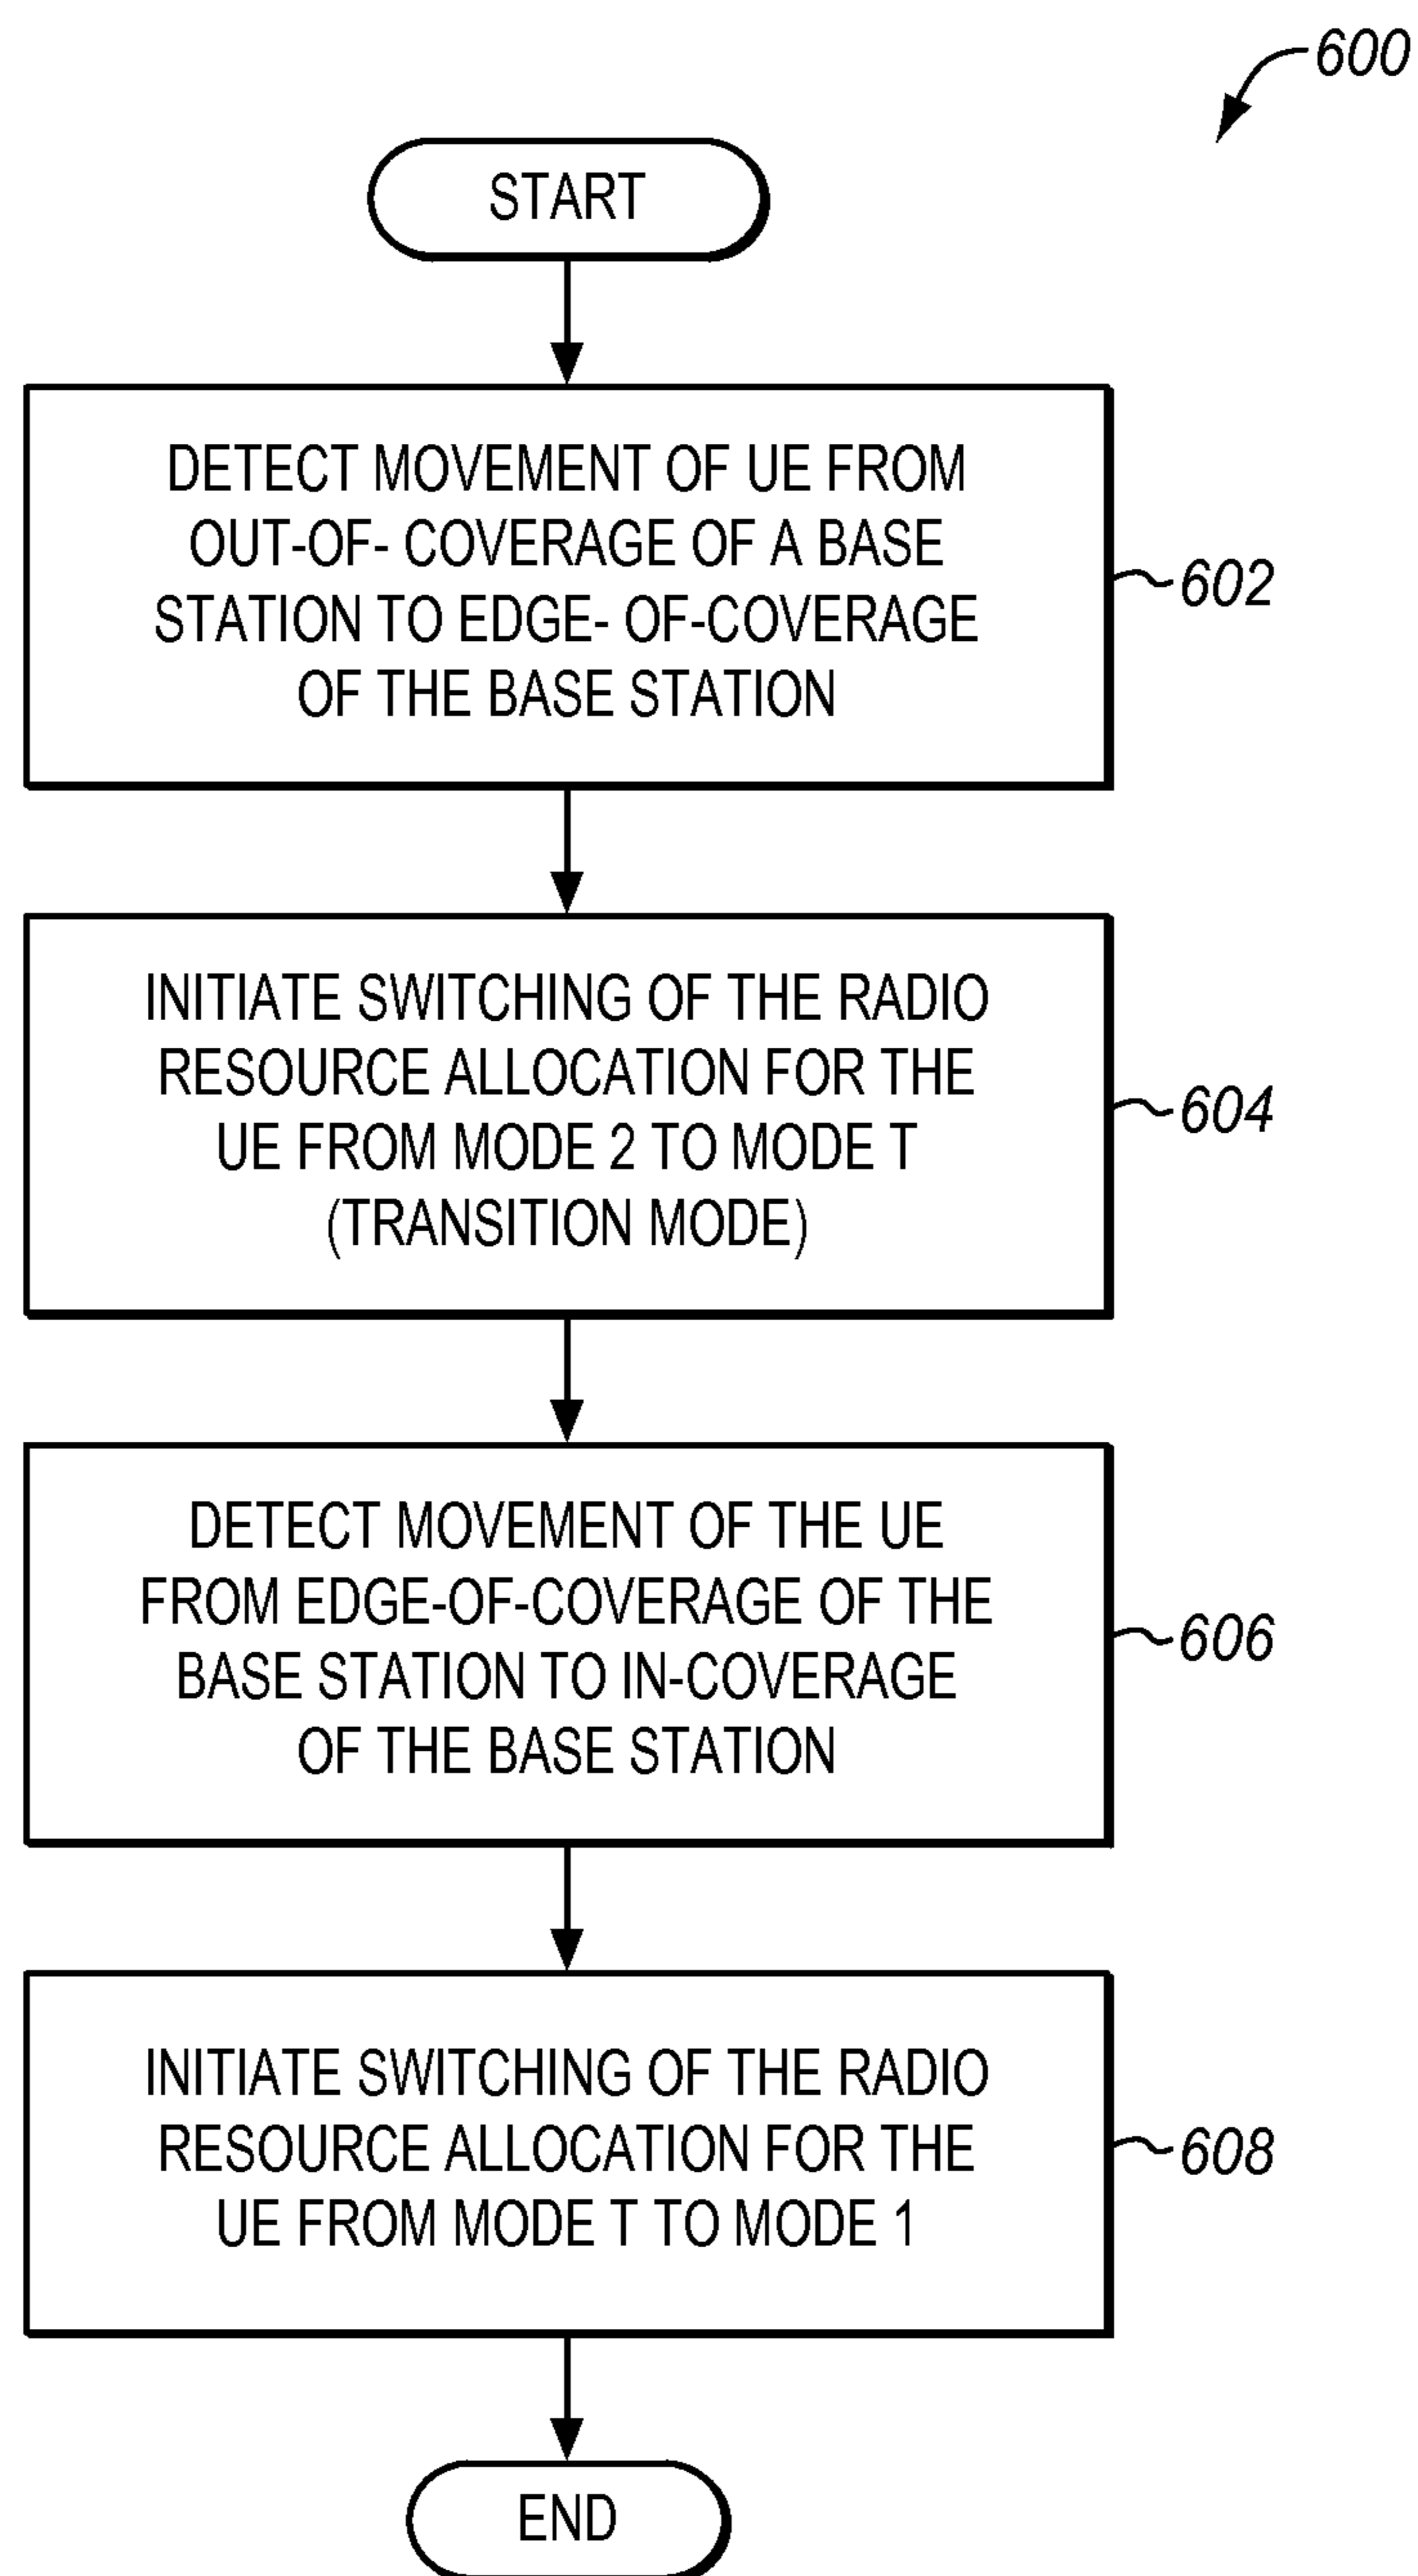 600
START
DETECT MOVEMENT OF UE FROM
OUT-OF- COVERAGE OF A BASE
STATION TO EDGE- OF-COVERAGE
OF THE BASE STATION
602
INITIATE SWITCHING OF THE RADIO
RESOURCE ALLOCATION FOR THE
UE FROM MODE 2 TO MODE T
(TRANSITION MODE)
604
DETECT MOVEMENT OF THE UE
FROM EDGE-OF-COVERAGE OF THE
BASE STATION TO IN-COVERAGE
OF THE BASE STATION
606
INITIATE SWITCHING OF THE RADIO
RESOURCE ALLOCATION FOR THE
UE FROM MODE T TO MODE 1
608
END